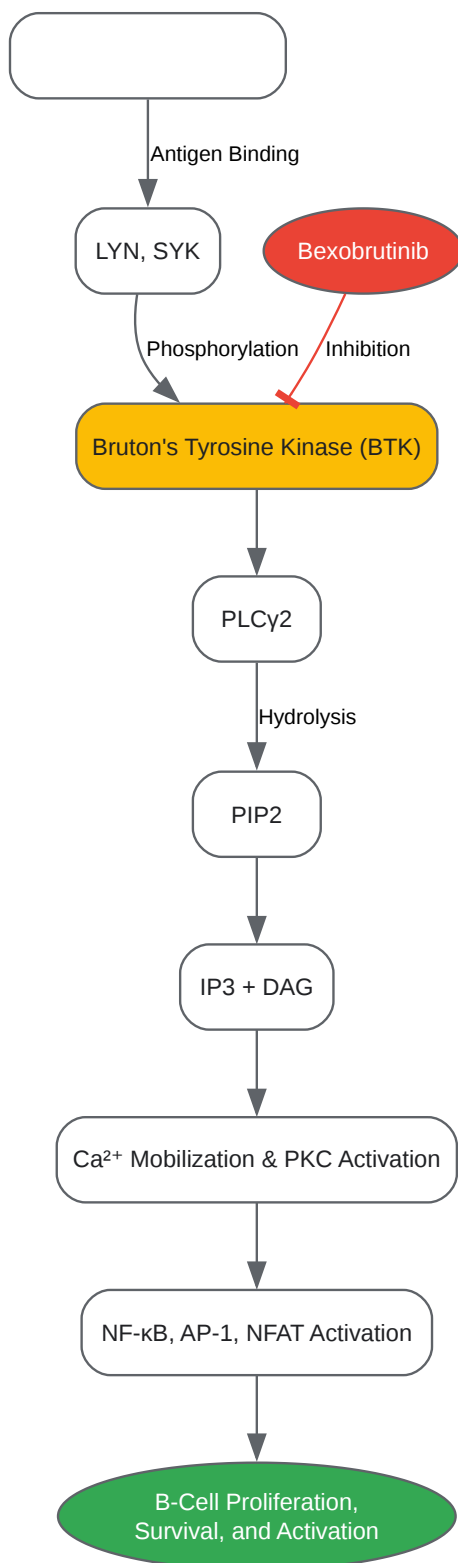 Antigen Binding
LYN, SYK
Bexobrutinib
Phosphorylation
Inhibition
Bruton's Tyrosine Kinase (BTK)
PLCγ2
Hydrolysis
PIP2
IP3 + DAG
Ca²⁺ Mobilization & PKC Activation
NF-κB, AP-1, NFAT Activation
B-Cell Proliferation,
Survival, and Activation